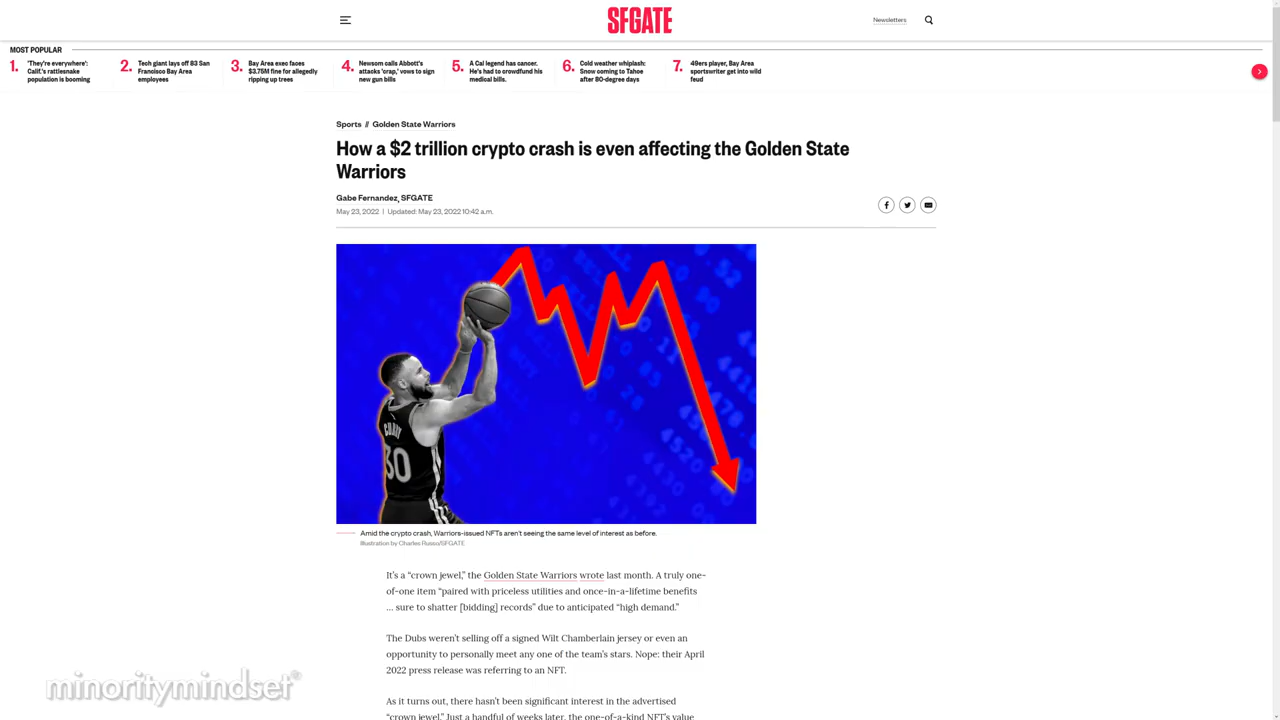 SFGATE
Newsletters
MOST POPULAR
1. 'They're everywhere': Calif.'s rattlesnake population is booming
2. Tech giant lays off 83 San Francisco Bay Area employees
3. Bay Area exec faces $3.75M fine for allegedly ripping up trees
4. Newsom calls Abbott's attacks 'crap,' vows to sign new gun bills
5. A Cal legend has cancer. He's had to crowdfund his medical bills.
6. Cold weather whiplash: Snow coming to Tahoe after 80-degree days
7. 49ers player, Bay Area sportswriter get into wild feud
Sports // Golden State Warriors
How a $2 trillion crypto crash is even affecting the Golden State
Warriors
Gabe Fernandez, SFGATE
May 23, 2022 | Updated: May 23, 2022 10:42 a.m.
CURRY
30
Amid the crypto crash, Warriors-issued NFTs aren't seeing the same level of interest as before.
Illustration by Charles Russo/SFGATE
It's a “crown jewel,” the Golden State Warriors wrote last month. A truly one-
of-one item “paired with priceless utilities and once-in-a-lifetime benefits
… sure to shatter [bidding] records” due to anticipated “high demand.”
The Dubs weren't selling off a signed Wilt Chamberlain jersey or even an
opportunity to personally meet any one of the team's stars. Nope: their April
2022 press release was referring to an NFT.
As it turns out, there hasn't been significant interest in the advertised
“crown jewel.” Just a handful of weeks later, the one-of-a-kind NFT's value
minoritymindset®